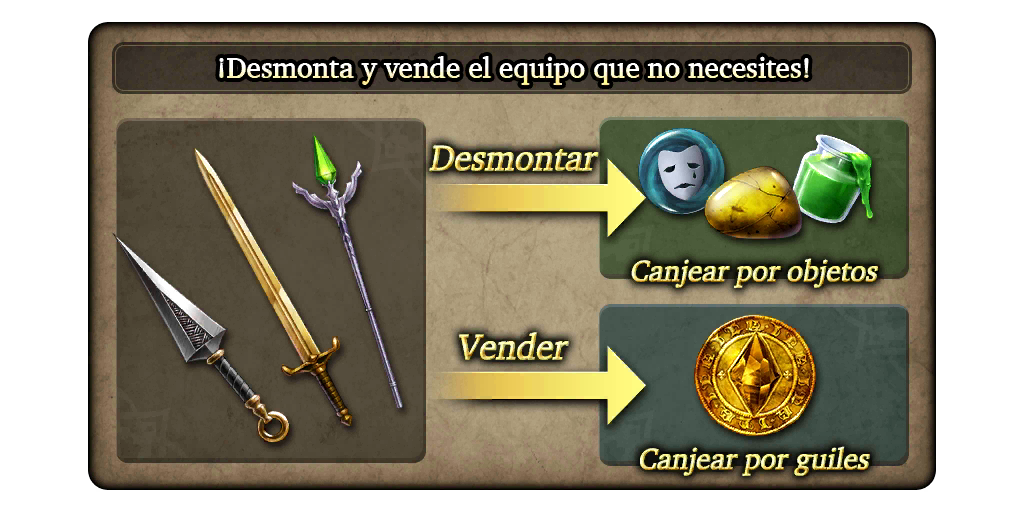 ¡Desmonta y vende el equipo que no necesites!
Desmontar
Canjear por objetos
Vender
Canjear por guiles